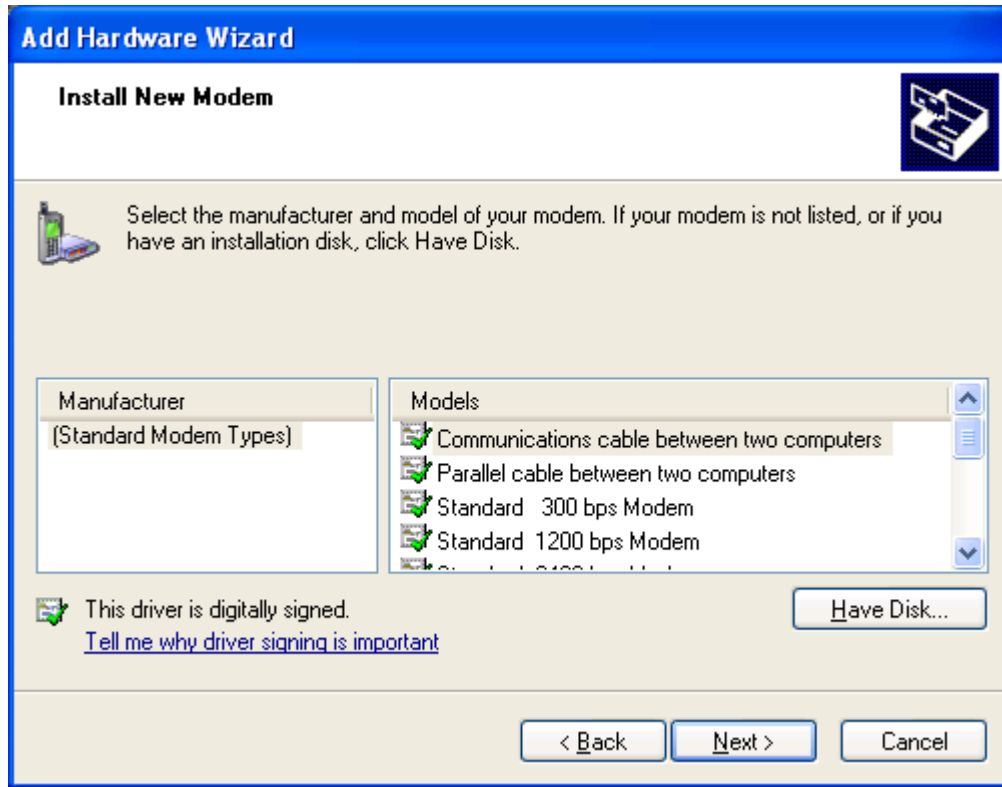 Add Hardware Wizard
Install New Modem
Select the manufacturer and model of your modem. If your modem is not listed, or if you
have an installation disk, click Have Disk.
Manufacturer
(Standard Modem Types)
Models
Communications cable between two computers
Parallel cable between two computers
Standard 300 bps Modem
Standard 1200 bps Modem
This driver is digitally signed.
Tell me why driver signing is important
Have Disk...
< Back
Next >
Cancel